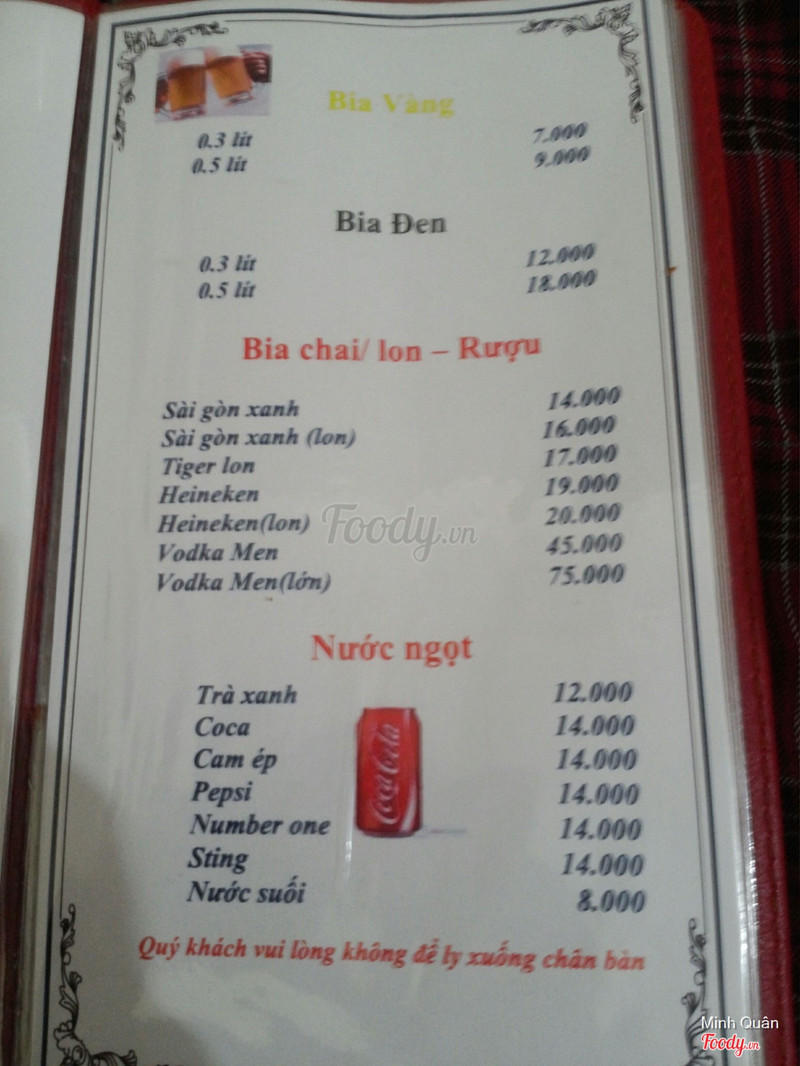 Bia Vàng
0.3 lít 7.000
0.5 lít 9.000
Bia Đen
0.3 lít 12.000
0.5 lít 18.000
Bia chai/ lon – Rượu
Sài gòn xanh 14.000
Sài gòn xanh (lon) 16.000
Tiger lon 17.000
Heineken 19.000
Heineken(lon) 20.000
Vodka Men 45.000
Vodka Men(lớn) 75.000
Foody.vn
Nước ngọt
Trà xanh 12.000
Coca 14.000
Cam ép 14.000
Pepsi 14.000
Number one 14.000
Sting 14.000
Nước suối 8.000
Coca Cola
Quý khách vui lòng không để ly xuống chân bàn
Minh Quân
Foody.vn